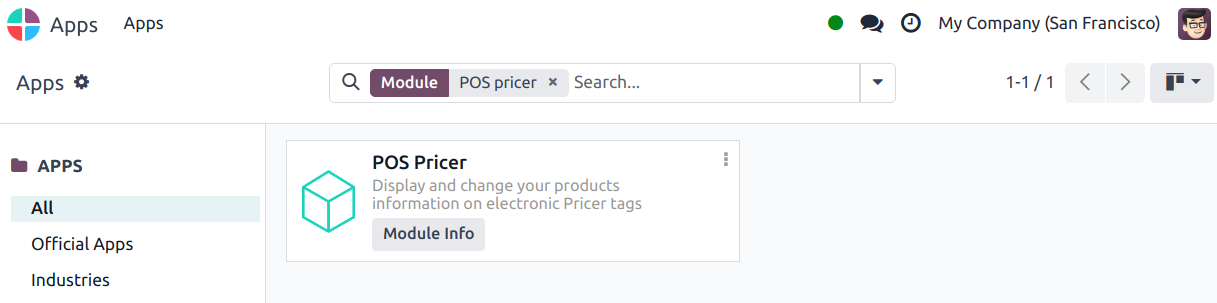 Apps Apps My Company (San Francisco)
Apps Module POS pricer × Search... 1-1 / 1
APPS
All
Official Apps
Industries
POS Pricer
Display and change your products
information on electronic Pricer tags
Module Info